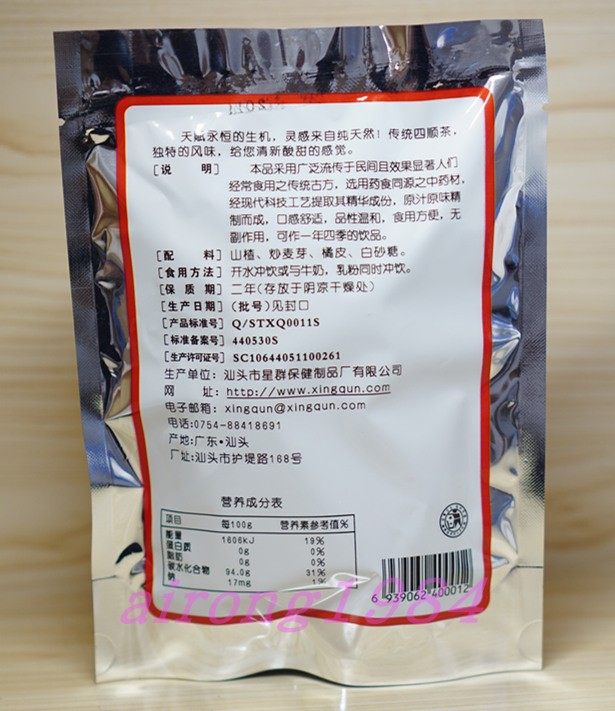 天赋永恒的生机，灵感来自纯天然！传统四顺茶，
独特的风味，给您清新酸甜的感觉。
［说 明］ 本品采用广泛流传于民间且效果显著人们
经常食用之传统古方，选用药食同源之中药材，
经现代科技工艺提取其精华成份，原汁原味精
制而成，口感舒适，品性温和，食用方便，无
副作用，可作一年四季的饮品。
［配 料］山楂、炒麦芽、橘皮、白砂糖。
［食用方法］开水冲饮或与牛奶，乳粉同时冲饮。
［保 质 期］二年(存放于阴凉干燥处)
［生产日期］(批号)见封口
［产品标准号］Q/STXQ0011S
［标准备案号］440530S
［生产许可证号］SC10644051100261
生产单位：汕头市星群保健制品厂有限公司
网 址：http://www.xingqun.com
电子邮箱：xingqun@xingqun.com
电话:0754-88418691
产地:广东·汕头
厂址:汕头市护堤路168号
营养成分表
项目 每100g 营养素参考值%
能量 1606KJ 19%
蛋白质 0g 0%
脂肪 0g 0%
碳水化合物 94.0g 31%
钠 17mg 1%
6 939062 400012
airong1984